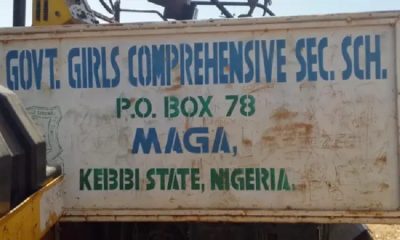 GOVT. GIRLS COMPREHENSIVE SEC. SCH.
P.O. BOX 78
MAGA,
KEBBI STATE, NIGERIA.